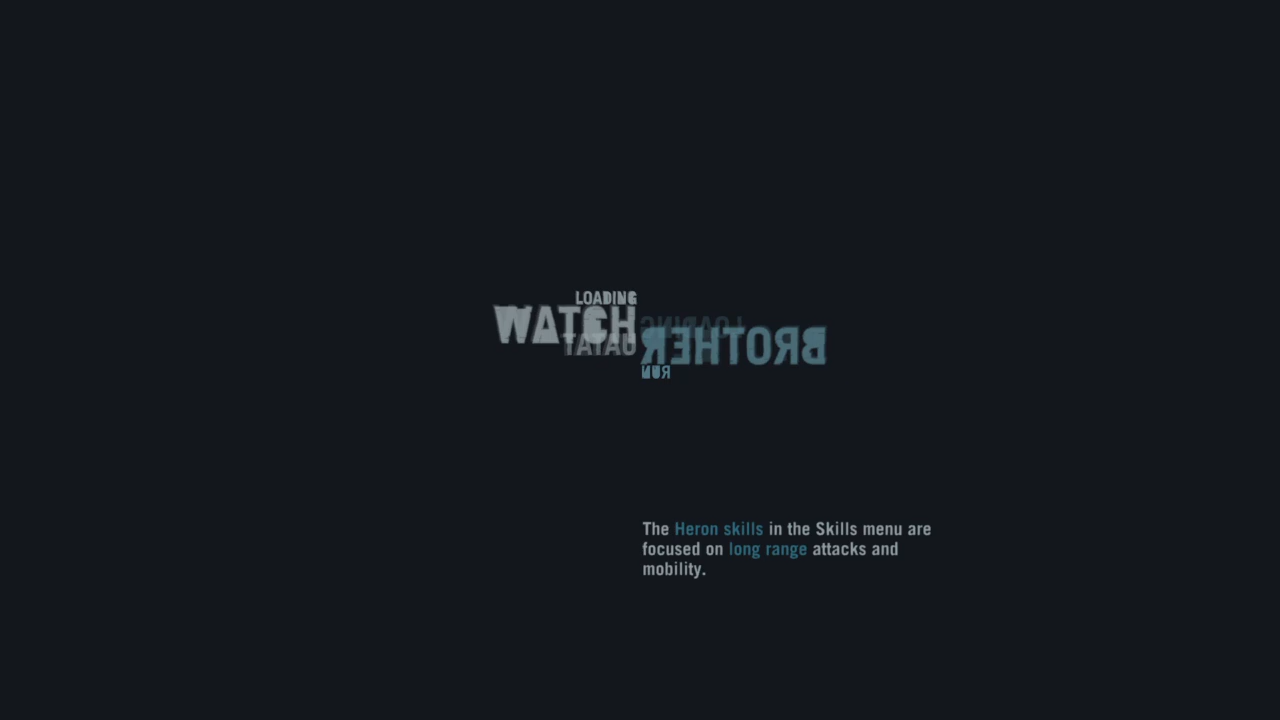 LOADING
WATCH
TATAU
LOADING
BROTHER
RUN
The Heron skills in the Skills menu are
focused on long range attacks and
mobility.